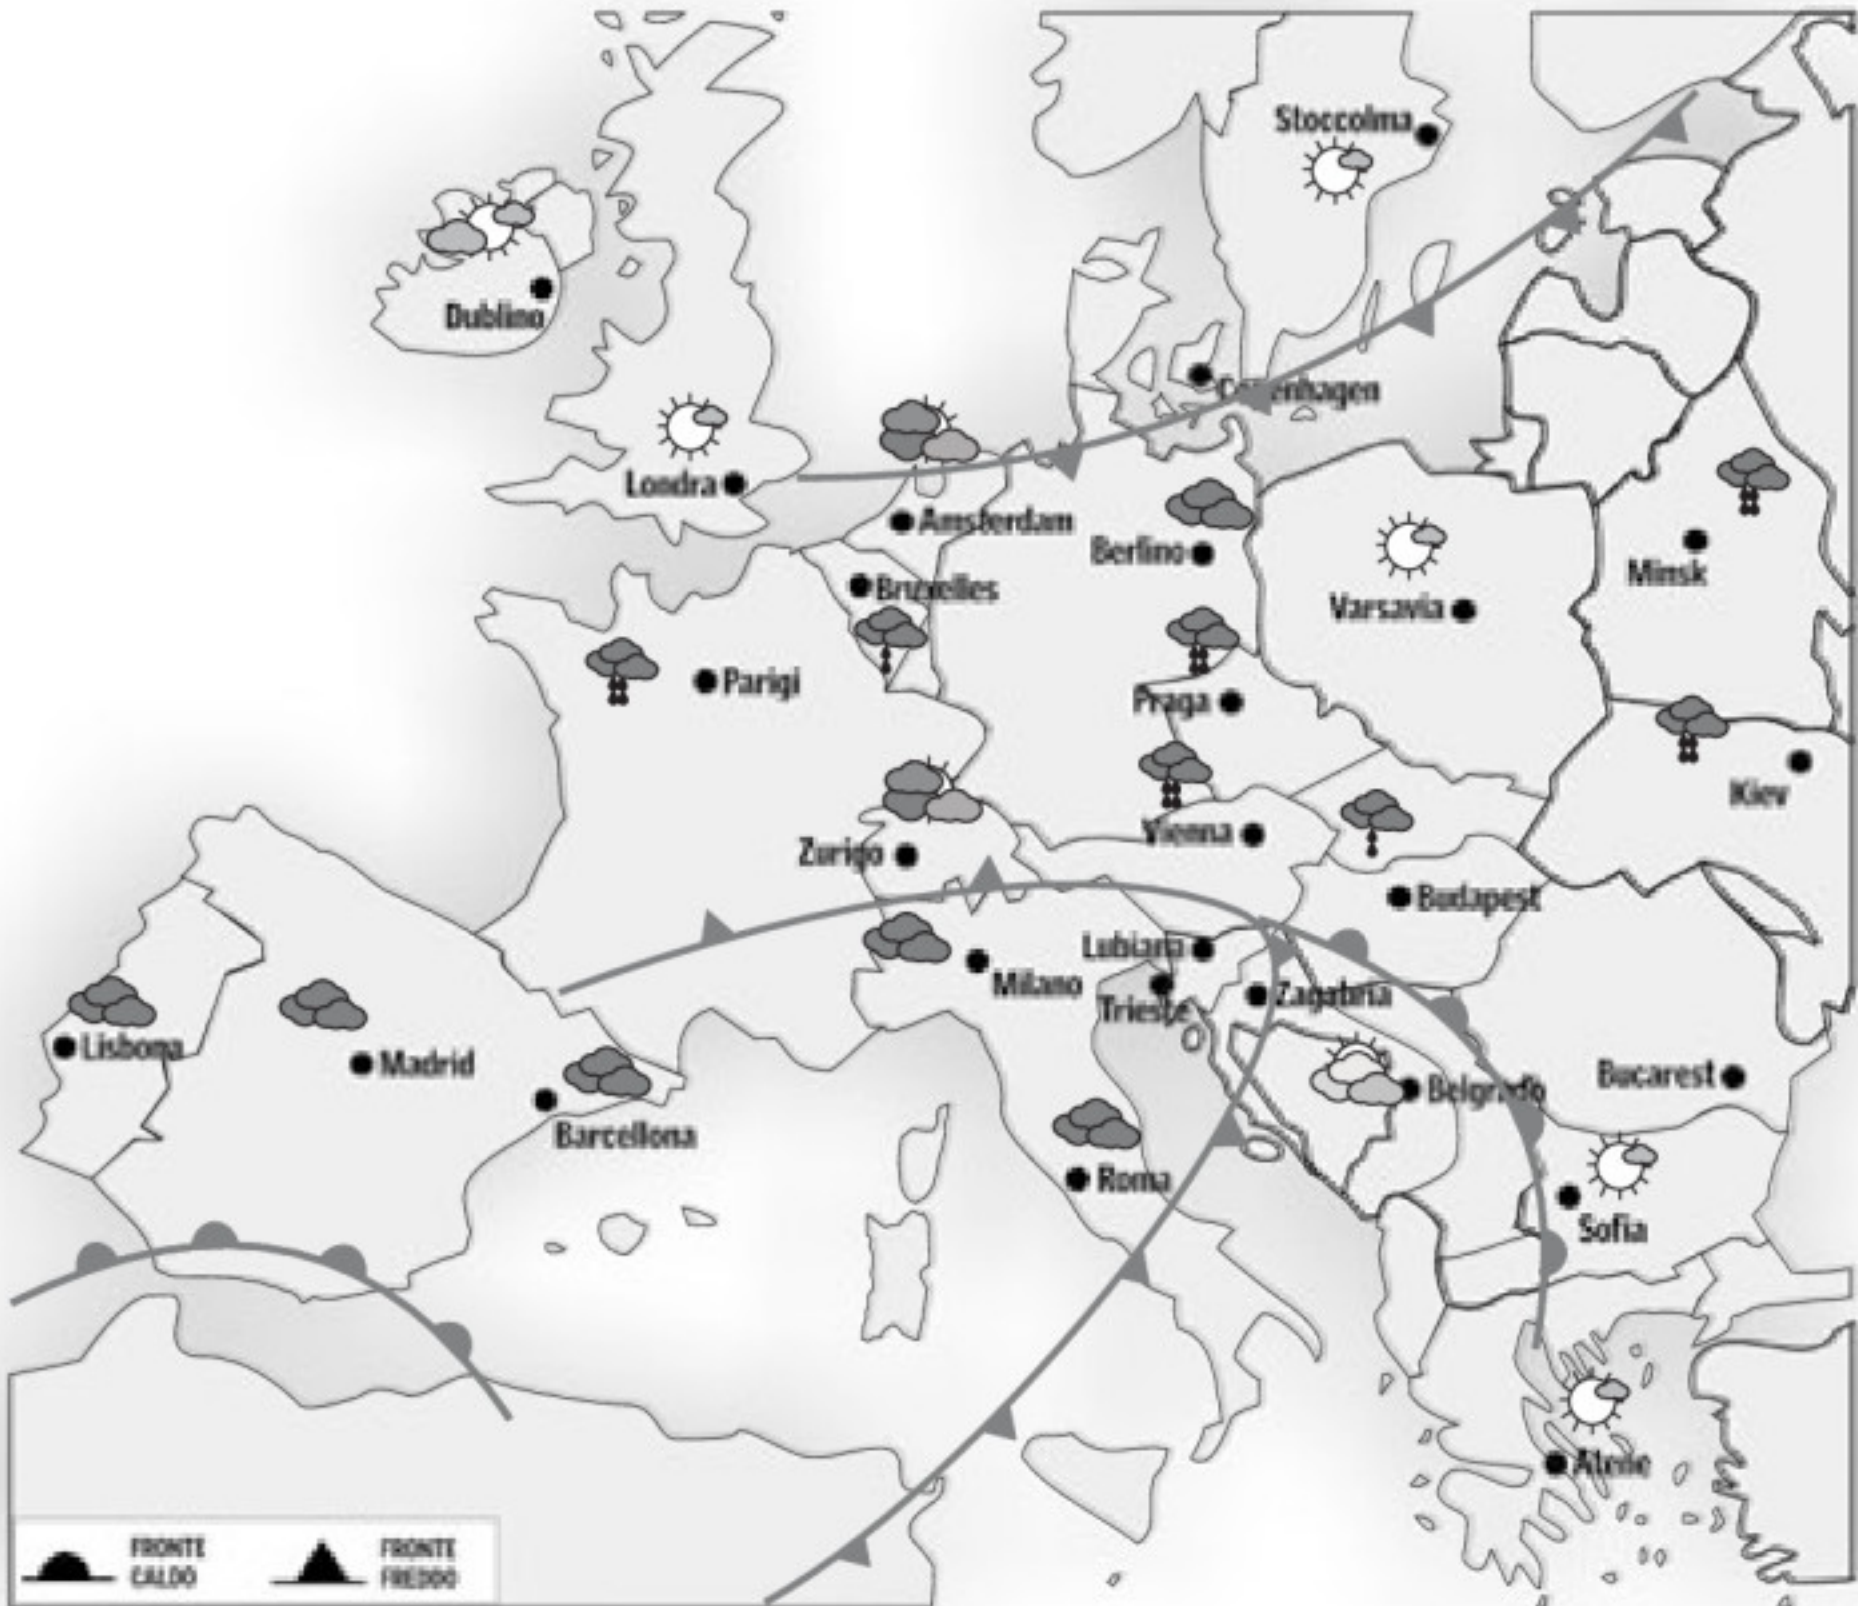 Stoccolma
Dublino
Copenhagen
Londra
Amsterdam
Berlino
Minsk
Bruxelles
Varsavia
Parigi
Praga
Kiev
Vienna
Zurigo
Budapest
Lubiana
Milano
Zagabria
Trieste
Lisbona
Madrid
Bucarest
Belgrado
Barcellona
Roma
Sofia
Atene
FRONTE
CALDO
FRONTE
FREDDO